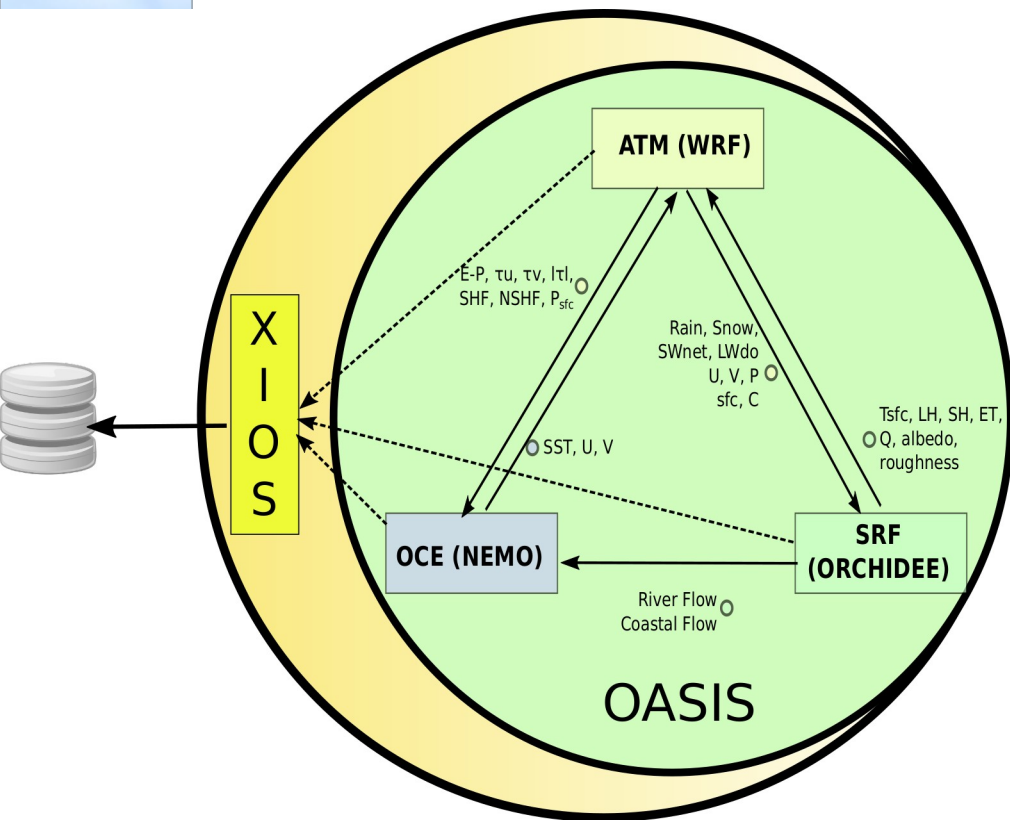 ATM (WRF)
E-P, τu, τv, lτl,
SHF, NSHF, Psfc
Rain, Snow,
SWnet, LWdo
U, V, P
sfc, C
Tsfc, LH, SH, ET,
Q, albedo,
roughness
X
I
O
S
SST, U, V
OCE (NEMO)
SRF
(ORCHIDEE)
River Flow
Coastal Flow
OASIS